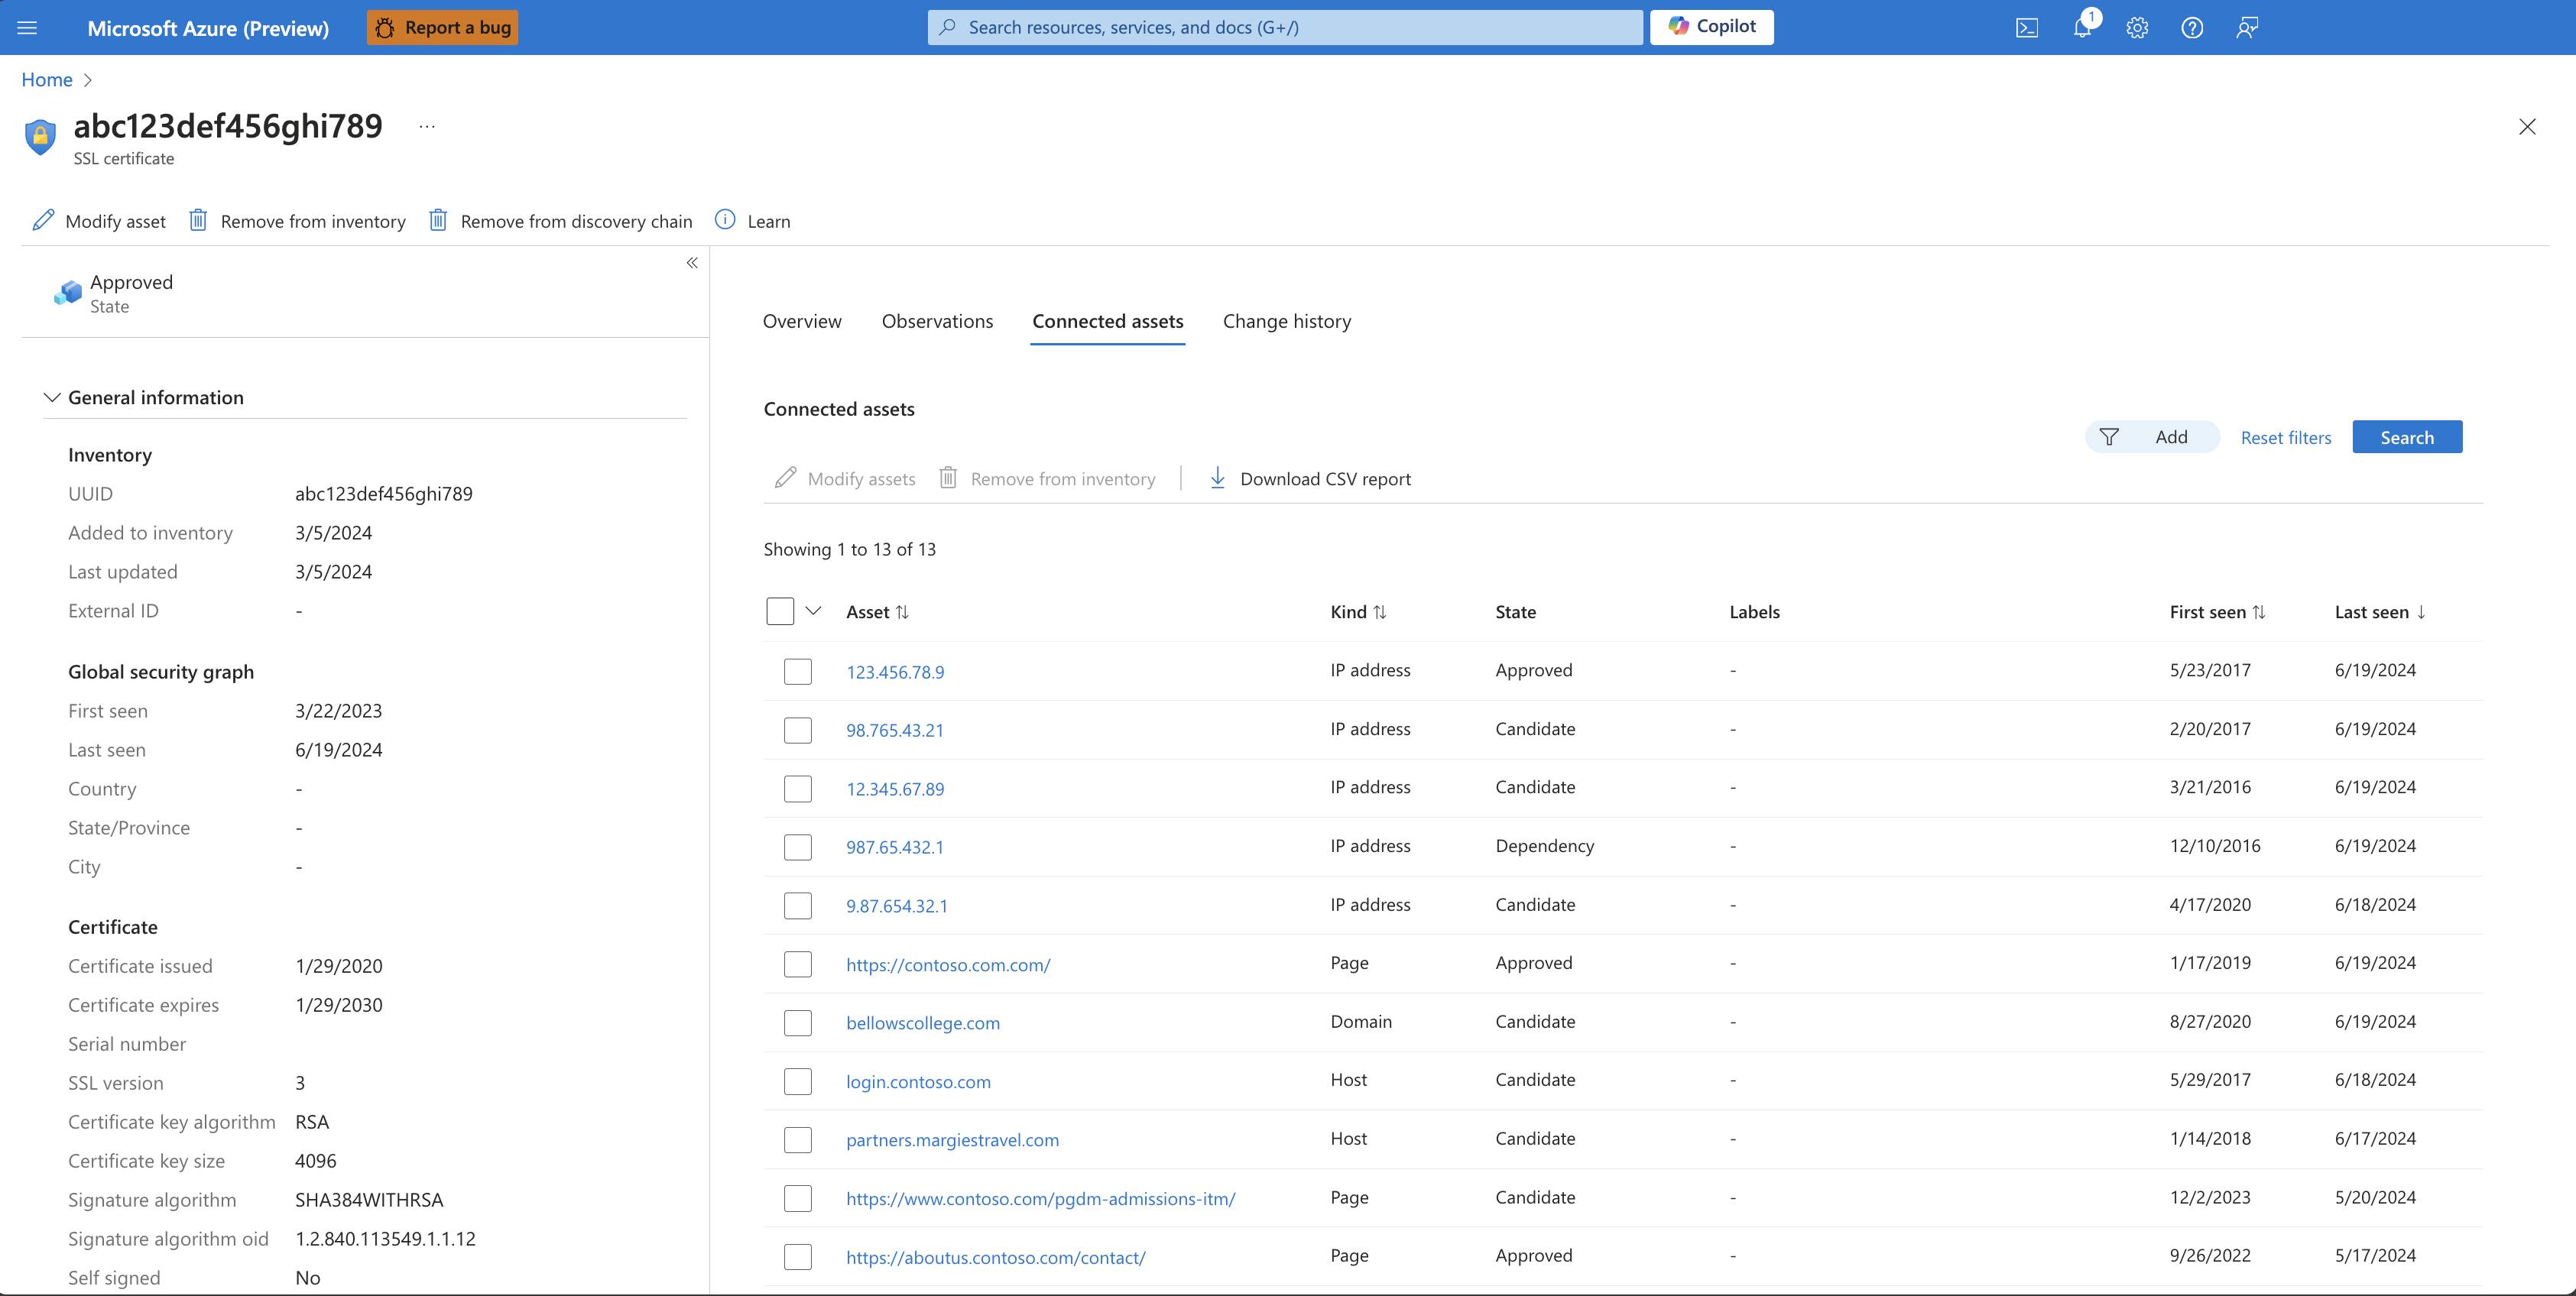 Microsoft Azure (Preview)
Report a bug
Search resources, services, and docs (G+/)
Copilot
1
Home
abc123def456ghi789 ...
SSL certificate
Modify asset
Remove from inventory
Remove from discovery chain
Learn
Approved
State
General information
Inventory
UUID abc123def456ghi789
Added to inventory 3/5/2024
Last updated 3/5/2024
External ID -
Global security graph
First seen 3/22/2023
Last seen 6/19/2024
Country -
State/Province -
City -
Certificate
Certificate issued 1/29/2020
Certificate expires 1/29/2030
Serial number
SSL version 3
Certificate key algorithm RSA
Certificate key size 4096
Signature algorithm SHA384WITHRSA
Signature algorithm oid 1.2.840.113549.1.1.12
Self signed No
Overview Observations Connected assets Change history
Connected assets
Add
Reset filters
Search
Modify assets
Remove from inventory
Download CSV report
Showing 1 to 13 of 13
Asset Kind State Labels First seen Last seen
123.456.78.9 IP address Approved - 5/23/2017 6/19/2024
98.765.43.21 IP address Candidate - 2/20/2017 6/19/2024
12.345.67.89 IP address Candidate - 3/21/2016 6/19/2024
987.65.432.1 IP address Dependency - 12/10/2016 6/19/2024
9.87.654.32.1 IP address Candidate - 4/17/2020 6/18/2024
https://contoso.com.com/ Page Approved - 1/17/2019 6/19/2024
bellowscollege.com Domain Candidate - 8/27/2020 6/19/2024
login.contoso.com Host Candidate - 5/29/2017 6/18/2024
partners.margiestravel.com Host Candidate - 1/14/2018 6/17/2024
https://www.contoso.com/pgdm-admissions-itm/ Page Candidate - 12/2/2023 5/20/2024
https://aboutus.contoso.com/contact/ Page Approved - 9/26/2022 5/17/2024